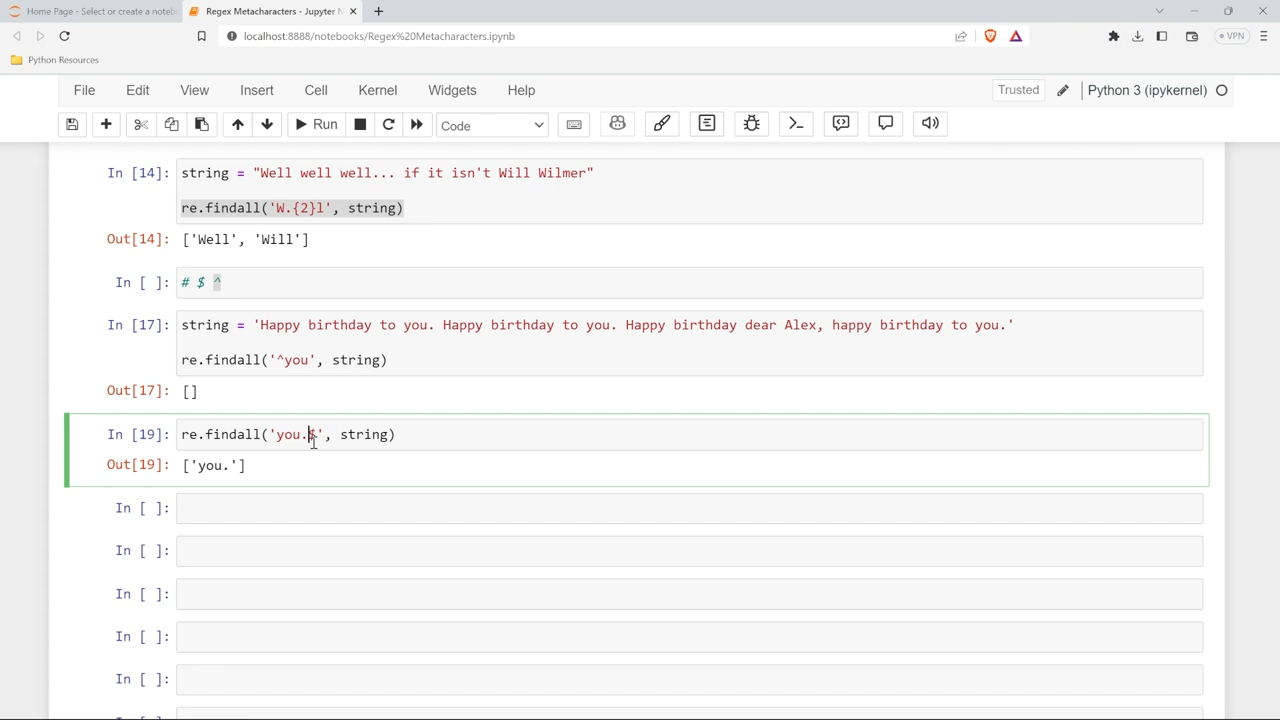 Home Page - Select or create a noteb
Regex Metacharacters - Jupyter N
localhost:8888/notebooks/Regex%20Metacharacters.ipynb
VPN
Python Resources
File Edit View Insert Cell Kernel Widgets Help
Trusted Python 3 (ipykernel)
Run Code
In [14]: string = "Well well well... if it isn't Will Wilmer"
re.findall('W.{2}l', string)
Out[14]: ['Well', 'Will']
In [ ]: # $ ^
In [17]: string = 'Happy birthday to you. Happy birthday to you. Happy birthday dear Alex, happy birthday to you.'
re.findall('^you', string)
Out[17]: []
In [19]: re.findall('you.$', string)
Out[19]: ['you.']
In [ ]:
In [ ]:
In [ ]:
In [ ]:
In [ ]: